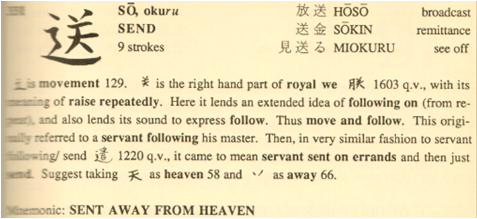 送
SŌ, okuru
SEND
9 strokes
放送 HŌSŌ broadcast
送金 SŌKIN remittance
見送る MIOKURU see off
辶 is movement 129. 关 is the right hand part of royal we 朕 1603 q.v., with its
meaning of raise repeatedly. Here it lends an extended idea of following on (from re-
peat), and also lends its sound to express follow. Thus move and follow. This origi-
nally referred to a servant following his master. Then, in very similar fashion to servant
following/ send 遣 1220 q.v., it came to mean servant sent on errands and then just
send. Suggest taking 天 as heaven 58 and 丷 as away 66.
Mnemonic: SENT AWAY FROM HEAVEN